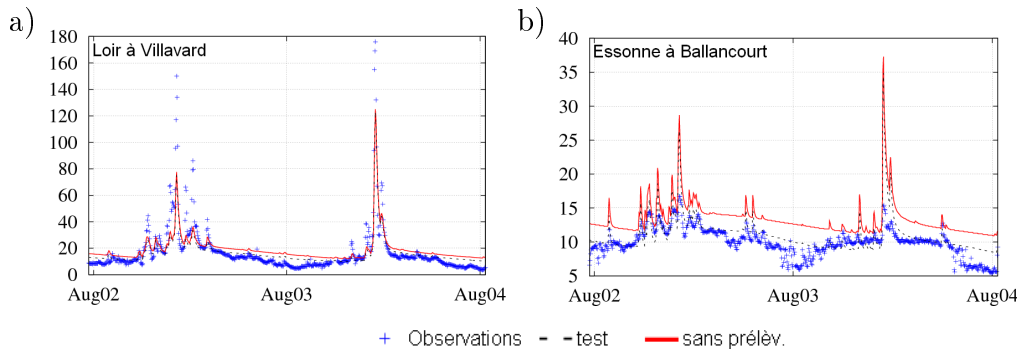 a)
Loir à Villavard
180
160
140
120
100
80
60
40
20
0
Aug02
Aug03
Aug04
b)
Essonne à Ballancourt
40
35
30
25
20
15
10
5
Aug02
Aug03
Aug04
Observations
test
sans prélèv.